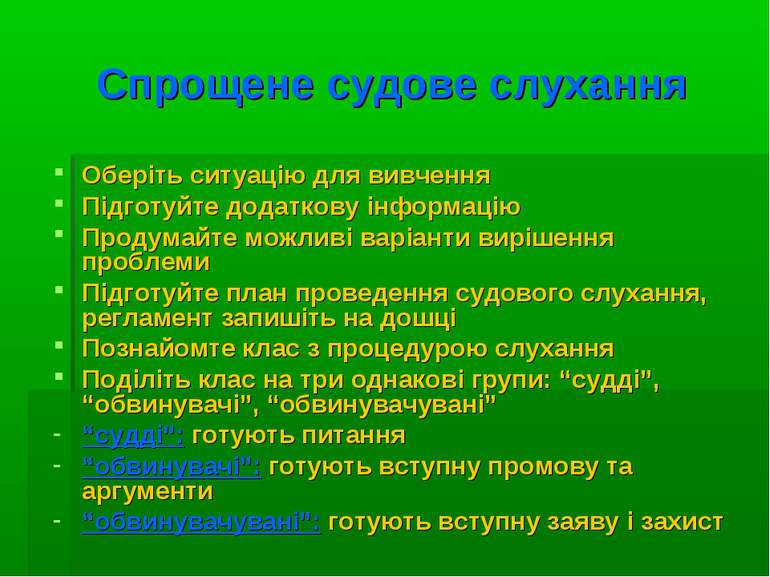 Спрощене судове слухання
Оберіть ситуацію для вивчення
Підготуйте додаткову інформацію
Продумайте можливі варіанти вирішення
проблеми
Підготуйте план проведення судового слухання,
регламент запишіть на дошці
Познайомте клас з процедурою слухання
Поділіть клас на три однакові групи: “судді”,
“обвинувачі”, “обвинувачувані”
- “судді”: готують питання
- “обвинувачі”: готують вступну промову та
аргументи
- “обвинувачувані”: готують вступну заяву і захист